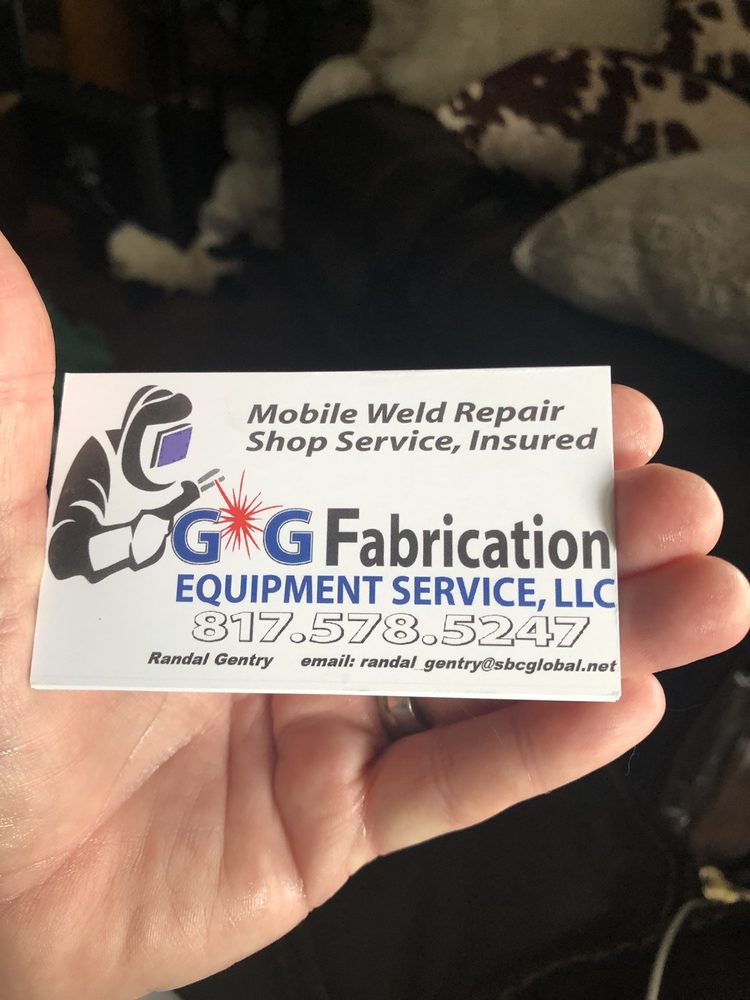 Mobile Weld Repair
Shop Service, Insured
G G Fabrication
EQUIPMENT SERVICE, LLC
817.578.5247
Randal Gentry email: randal_gentry@sbcglobal.net